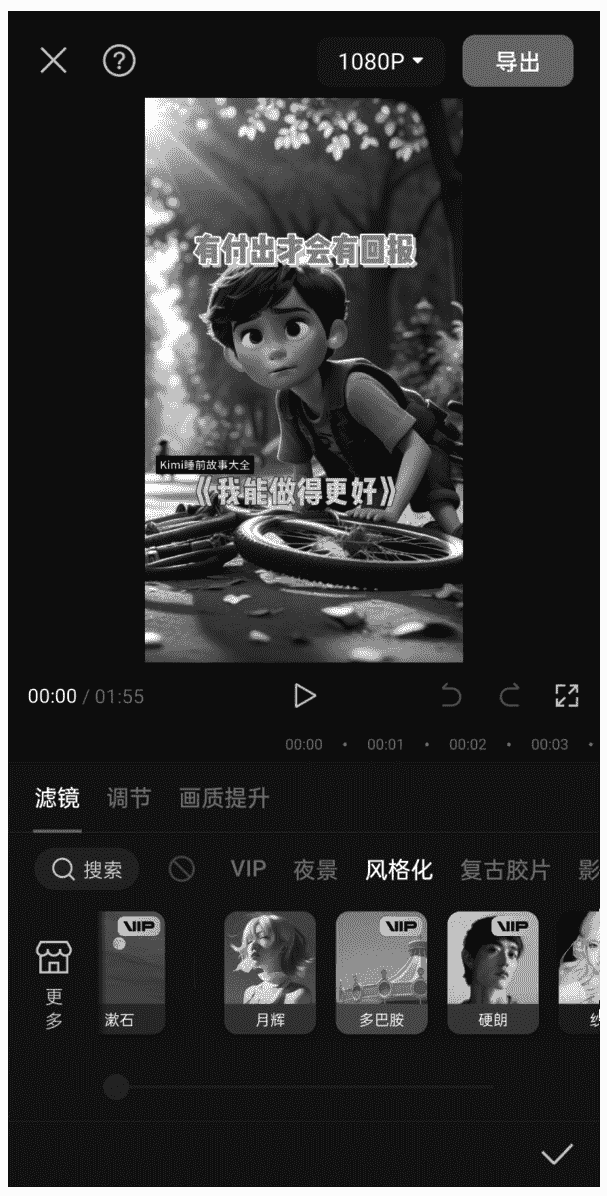 1080P
导出
有付出才会有回报
Kimi睡前故事大全
《我能做得更好》
00:00 / 01:55
00:00 • 00:01 • 00:02 • 00:03 •
滤镜 调节 画质提升
搜索 VIP 夜景 风格化 复古胶片 影
更多
VIP VIP VIP
漱石 月辉 多巴胺 硬朗